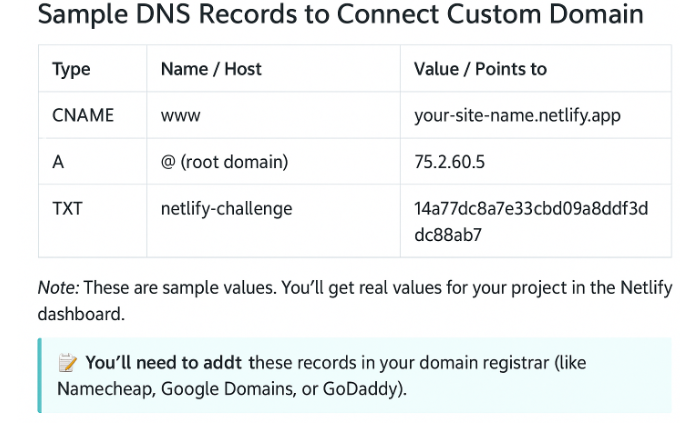 Sample DNS Records to Connect Custom Domain
Type Name / Host Value / Points to
CNAME www your-site-name.netlify.app
A @ (root domain) 75.2.60.5
TXT netlify-challenge 14a77dc8a7e33cbd09a8ddf3d
dc88ab7
Note: These are sample values. You’ll get real values for your project in the Netlify
dashboard.
📝 You’ll need to addt these records in your domain registrar (like
Namecheap, Google Domains, or GoDaddy).